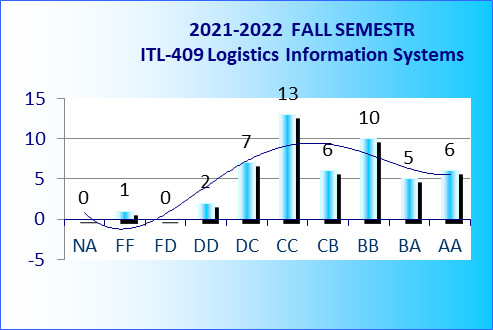 2021-2022 FALL SEMESTR
ITL-409 Logistics Information Systems
15
10
5
0
-5
0 1 0 2 7 13 6 10 5 6
NA FF FD DD DC CC CB BB BA AA